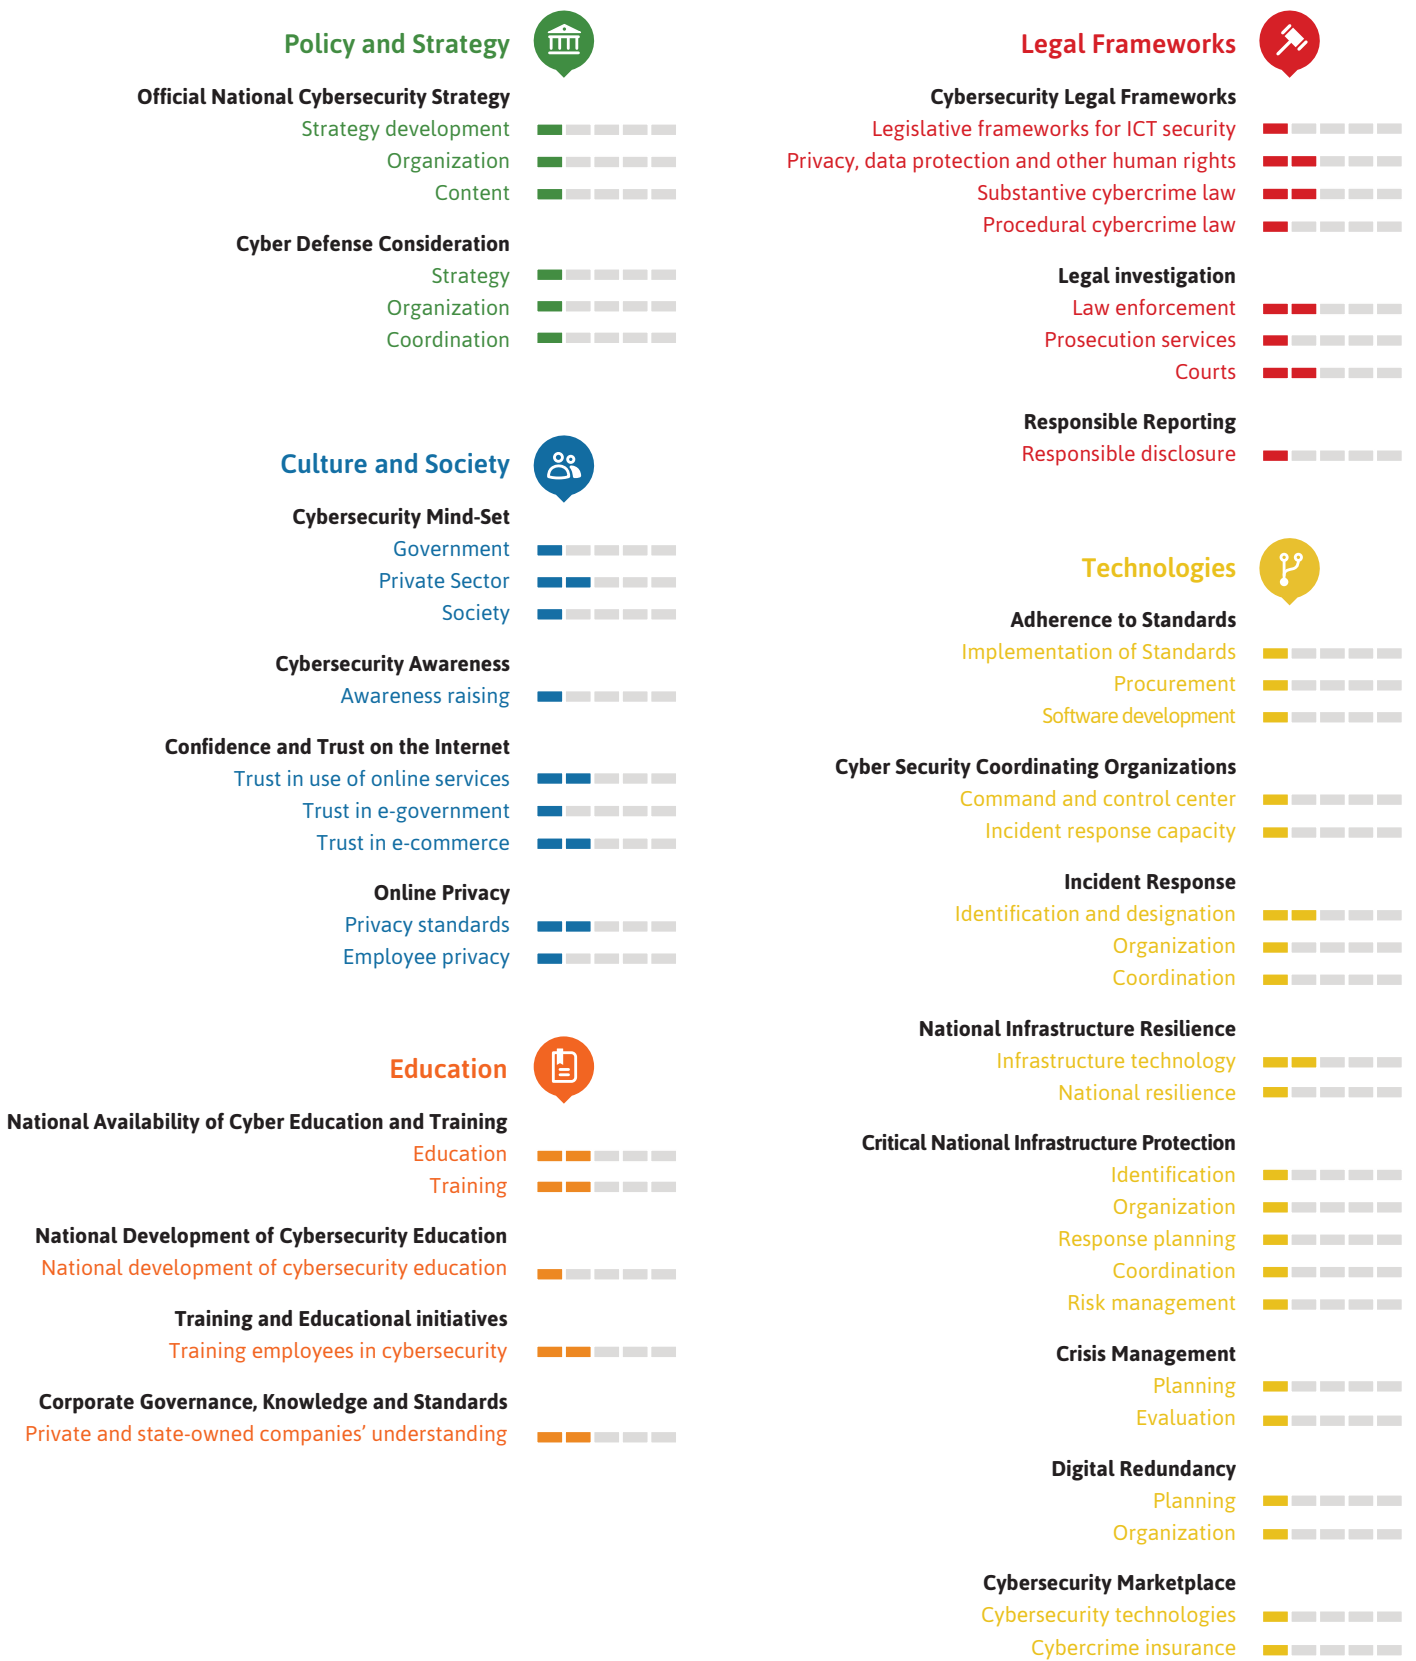 Policy and Strategy
Official National Cybersecurity Strategy
Strategy development
Organization
Content
Cyber Defense Consideration
Strategy
Organization
Coordination
Culture and Society
Cybersecurity Mind-Set
Government
Private Sector
Society
Cybersecurity Awareness
Awareness raising
Confidence and Trust on the Internet
Trust in use of online services
Trust in e-government
Trust in e-commerce
Online Privacy
Privacy standards
Employee privacy
Education
National Availability of Cyber Education and Training
Education
Training
National Development of Cybersecurity Education
National development of cybersecurity education
Training and Educational initiatives
Training employees in cybersecurity
Corporate Governance, Knowledge and Standards
Private and state-owned companies’ understanding
Legal Frameworks
Cybersecurity Legal Frameworks
Legislative frameworks for ICT security
Privacy, data protection and other human rights
Substantive cybercrime law
Procedural cybercrime law
Legal investigation
Law enforcement
Prosecution services
Courts
Responsible Reporting
Responsible disclosure
Technologies
Adherence to Standards
Implementation of Standards
Procurement
Software development
Cyber Security Coordinating Organizations
Command and control center
Incident response capacity
Incident Response
Identification and designation
Organization
Coordination
National Infrastructure Resilience
Infrastructure technology
National resilience
Critical National Infrastructure Protection
Identification
Organization
Response planning
Coordination
Risk management
Crisis Management
Planning
Evaluation
Digital Redundancy
Planning
Organization
Cybersecurity Marketplace
Cybersecurity technologies
Cybercrime insurance